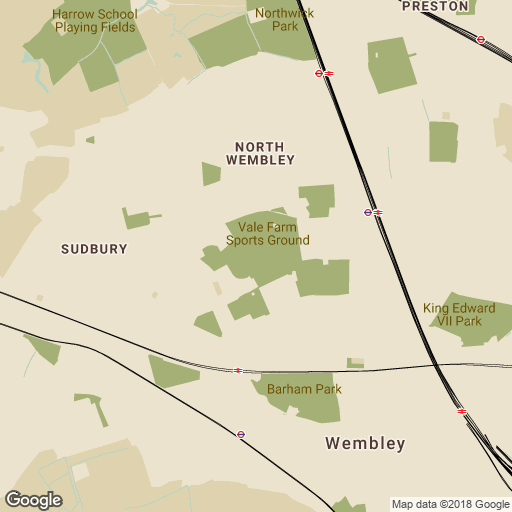 PRESTON
Harrow School
Playing Fields
Northwick
Park
NORTH
WEMBLEY
Vale Farm
Sports Ground
SUDBURY
King Edward
VII Park
Barham Park
Wembley
Google
Map data ©2018 Google